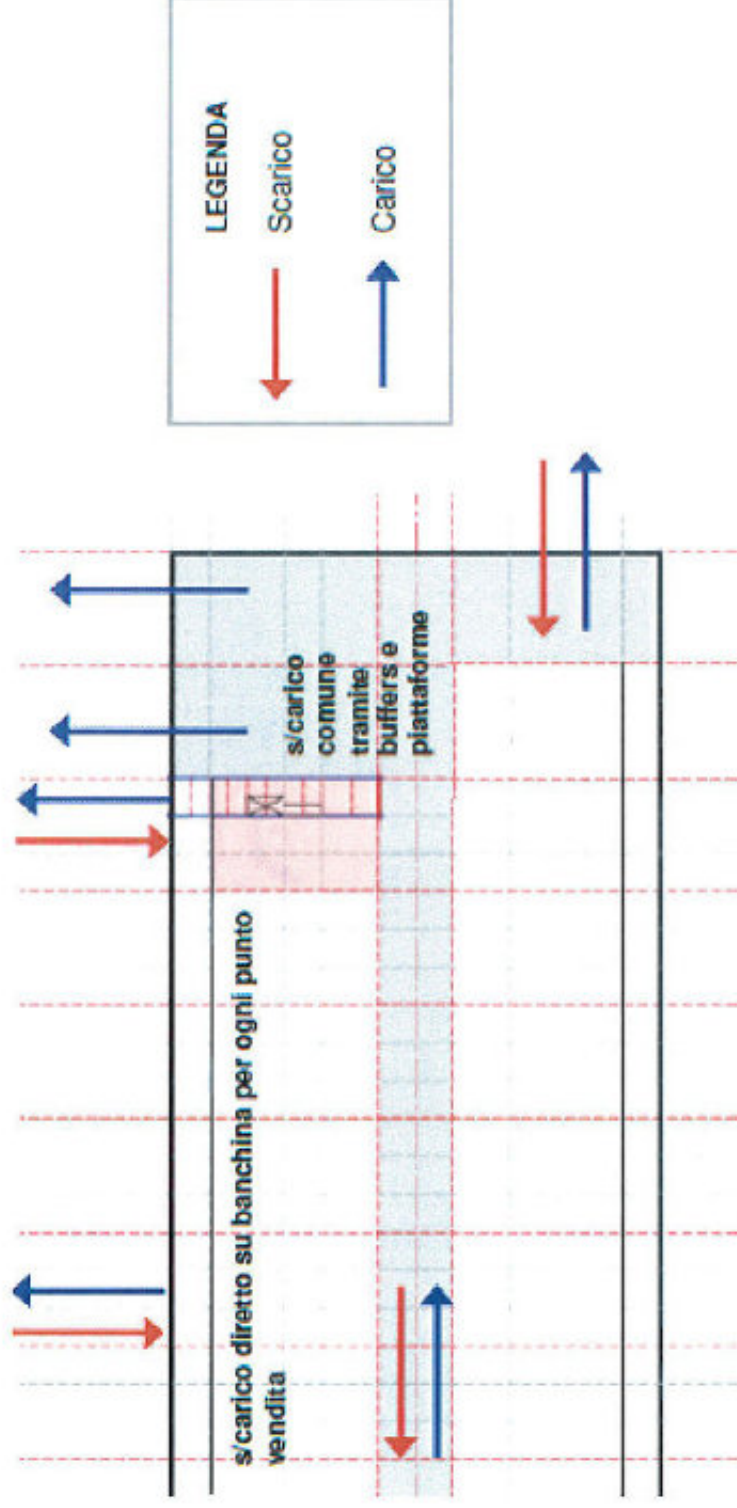 s/carico diretto su banchina per ogni punto
vendita
s/carico
comune
tramite
buffers e
piattaforme
LEGENDA
Scarico
Carico